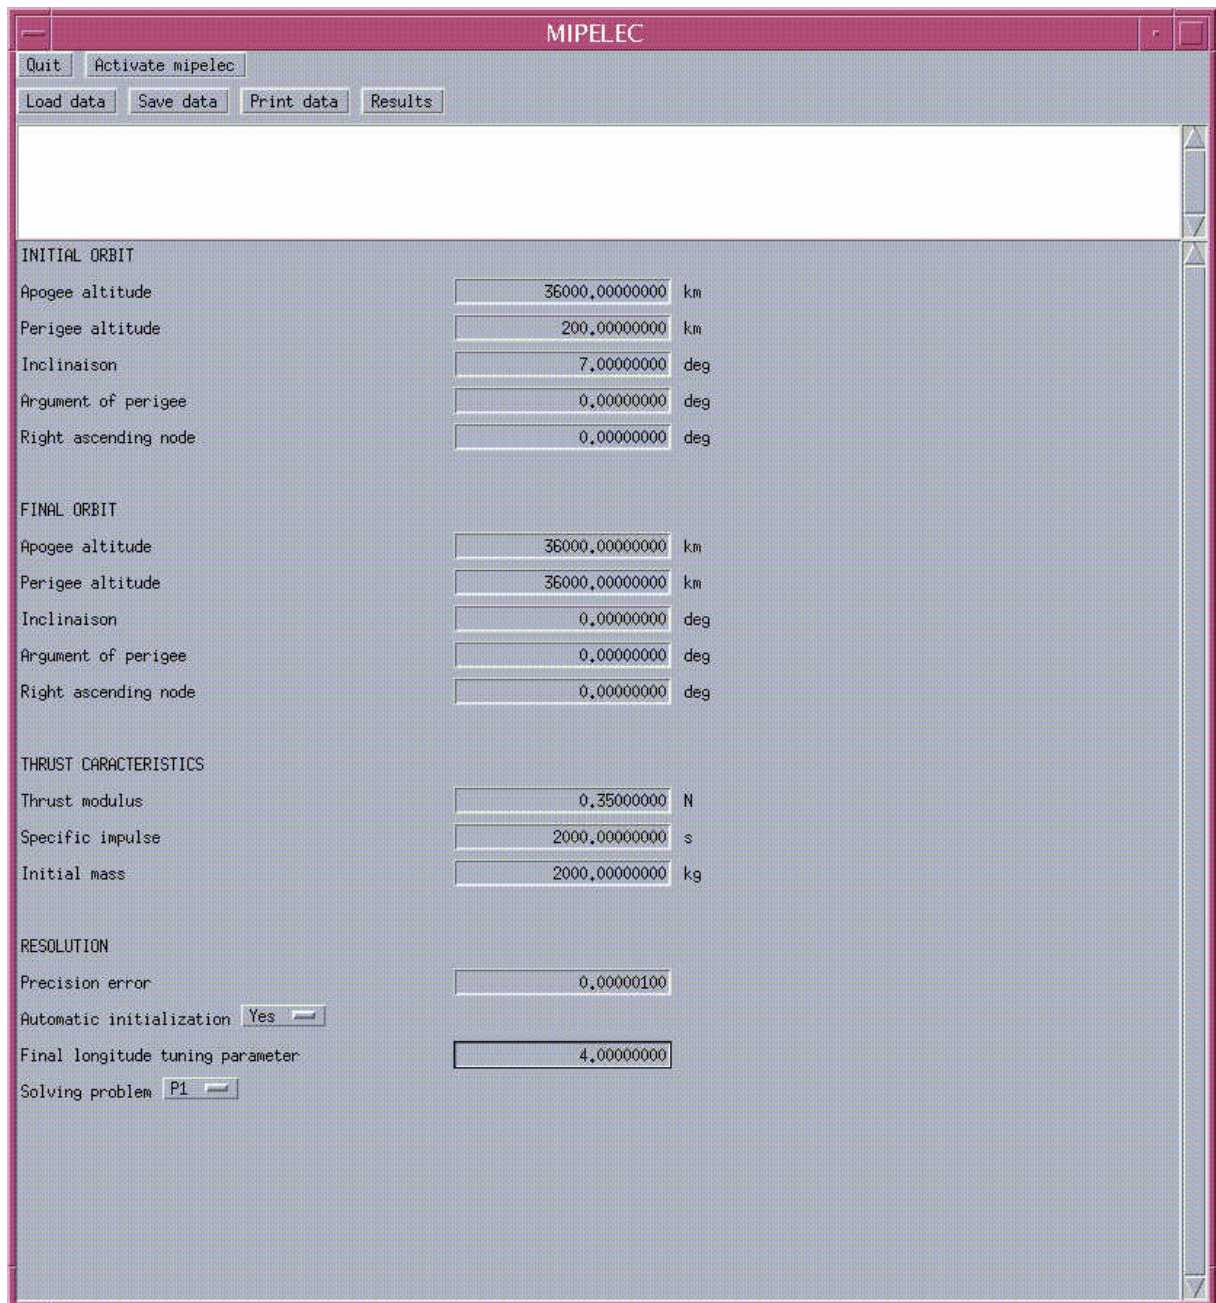 MIPELEC
Quit Activate mipelec
Load data Save data Print data Results
INITIAL ORBIT
Apogee altitude 36000.00000000 km
Perigee altitude 200.00000000 km
Inclinaison 7.00000000 deg
Argument of perigee 0.00000000 deg
Right ascending node 0.00000000 deg
FINAL ORBIT
Apogee altitude 36000.00000000 km
Perigee altitude 36000.00000000 km
Inclinaison 0.00000000 deg
Argument of perigee 0.00000000 deg
Right ascending node 0.00000000 deg
THRUST CARACTERISTICS
Thrust modulus 0.35000000 N
Specific impulse 2000.00000000 s
Initial mass 2000.00000000 kg
RESOLUTION
Precision error 0.00000100
Automatic initialization Yes
Final longitude tuning parameter 4.00000000
Solving problem P1